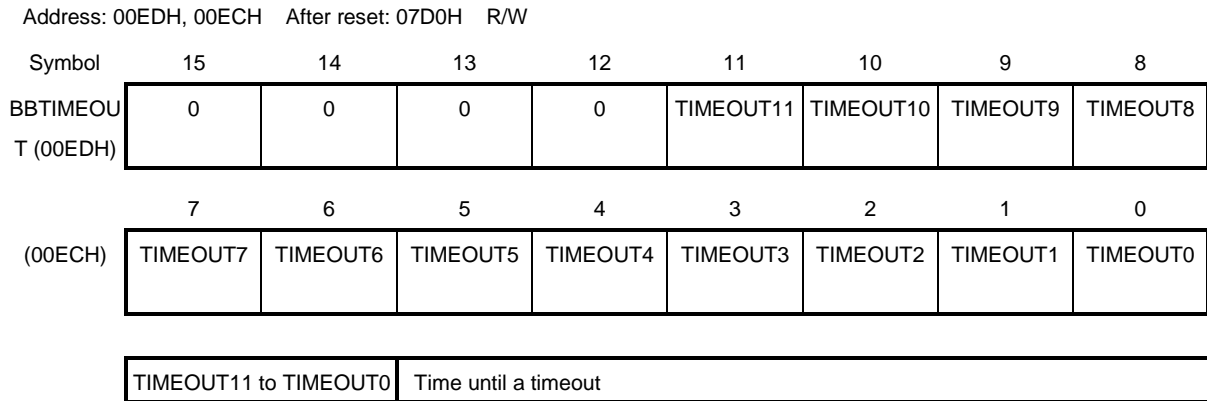 Address: 00EDH, 00ECH After reset: 07D0H R/W
Symbol 15 14 13 12 11 10 9 8
BBTIMEOU 0 0 0 0 TIMEOUT11 TIMEOUT10 TIMEOUT9 TIMEOUT8
T (00EDH)
7 6 5 4 3 2 1 0
(00ECH) TIMEOUT7 TIMEOUT6 TIMEOUT5 TIMEOUT4 TIMEOUT3 TIMEOUT2 TIMEOUT1 TIMEOUT0
TIMEOUT11 to TIMEOUT0 Time until a timeout